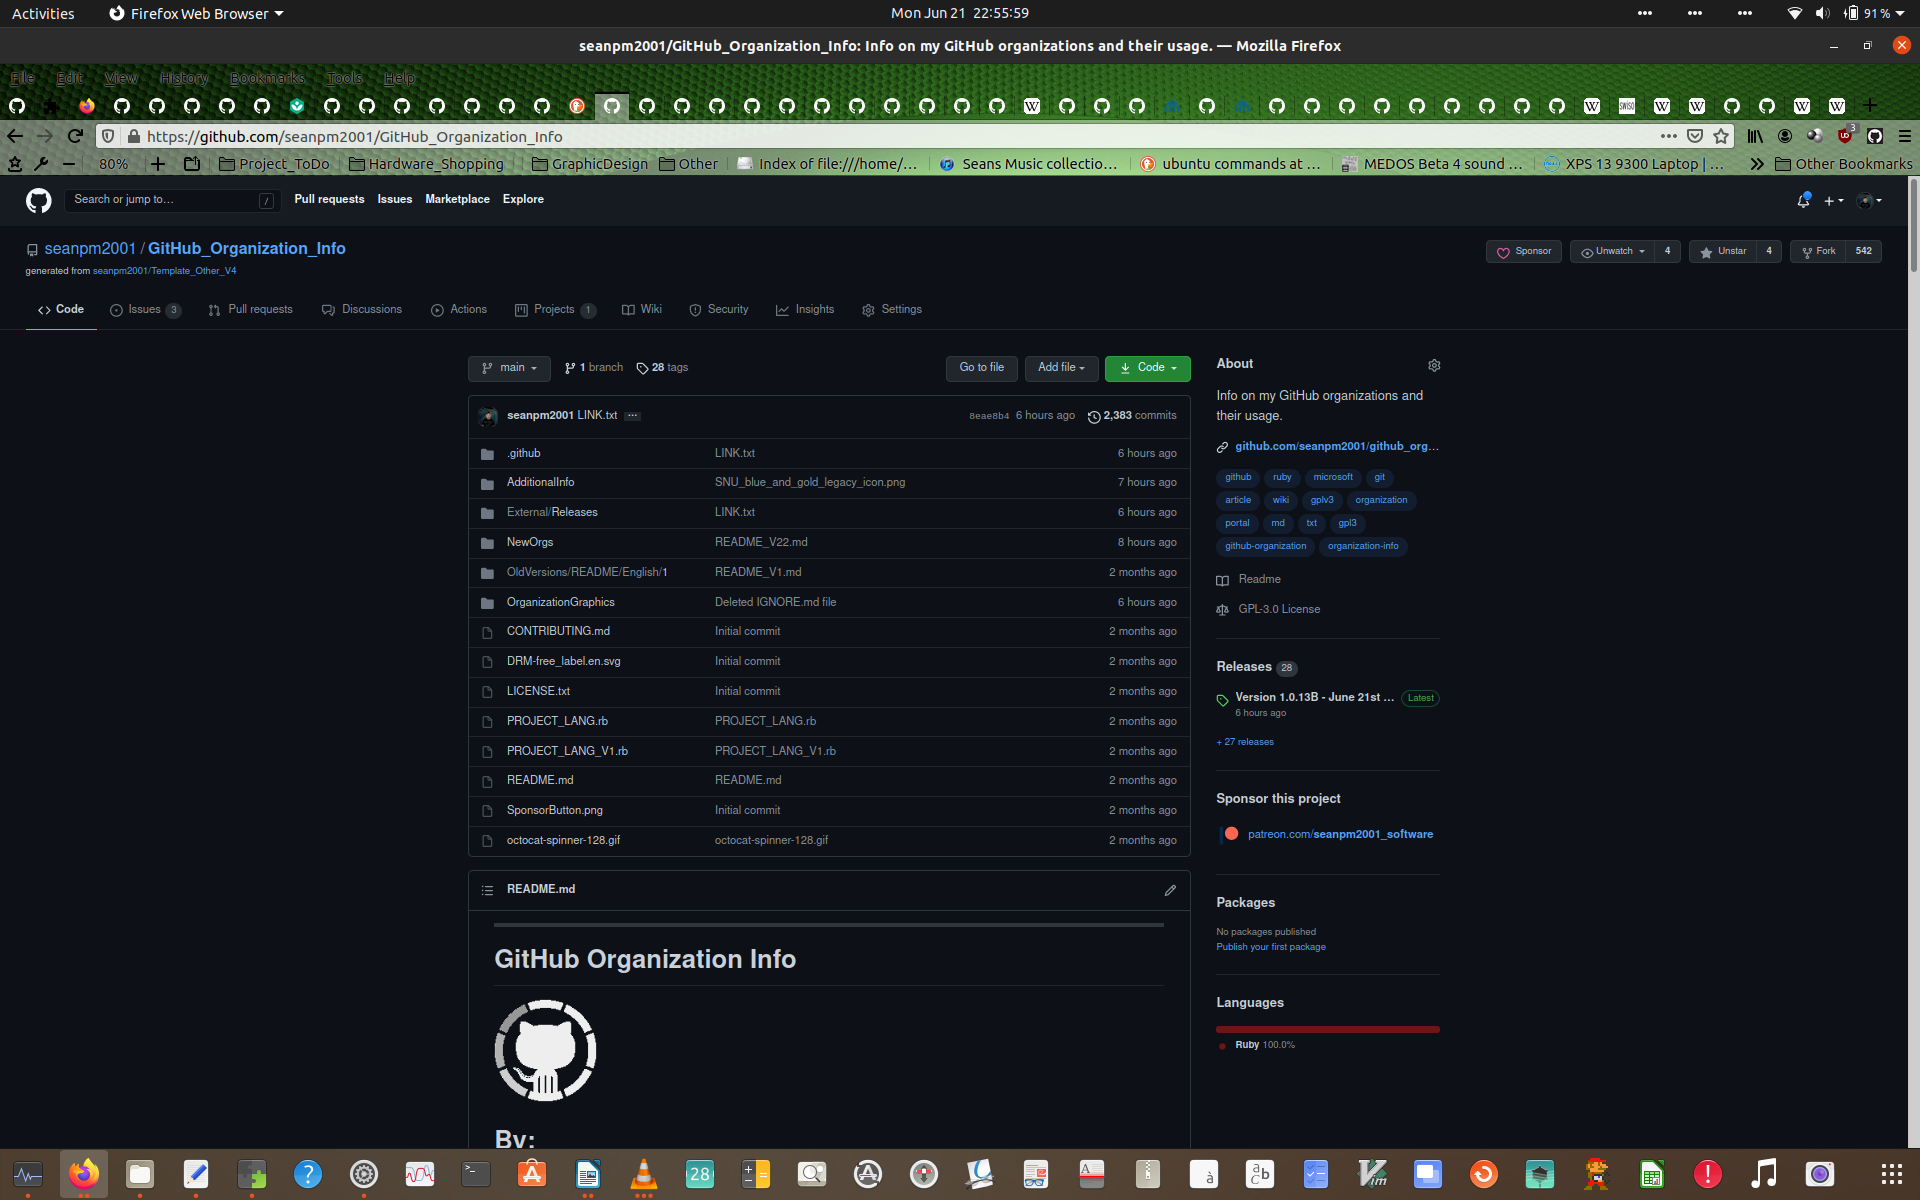 Activities Firefox Web Browser Mon Jun 21 22:55:59 91 %
seanpm2001/GitHub_Organization_Info: Info on my GitHub organizations and their usage. — Mozilla Firefox
File Edit View History Bookmarks Tools Help
https://github.com/seanpm2001/GitHub_Organization_Info 3
80% Project_ToDo Hardware_Shopping GraphicDesign Other Index of file:///home/... Seans Music collectio... ubuntu commands at ... MEDOS Beta 4 sound ... XPS 13 9300 Laptop | ... Other Bookmarks
Search or jump to... / Pull requests Issues Marketplace Explore
seanpm2001 / GitHub_Organization_Info Sponsor Unwatch 4 Unstar 4 Fork 542
generated from seanpm2001/Template_Other_V4
Code Issues 3 Pull requests Discussions Actions Projects 1 Wiki Security Insights Settings
main 1 branch 28 tags Go to file Add file Code
seanpm2001 LINK.txt ... 8eae8b4 6 hours ago 2,383 commits
.github LINK.txt 6 hours ago
AdditionalInfo SNU_blue_and_gold_legacy_icon.png 7 hours ago
External/Releases LINK.txt 6 hours ago
NewOrgs README_V22.md 8 hours ago
OldVersions/README/English/1 README_V1.md 2 months ago
OrganizationGraphics Deleted IGNORE.md file 6 hours ago
CONTRIBUTING.md Initial commit 2 months ago
DRM-free_label.en.svg Initial commit 2 months ago
LICENSE.txt Initial commit 2 months ago
PROJECT_LANG.rb PROJECT_LANG.rb 2 months ago
PROJECT_LANG_V1.rb PROJECT_LANG_V1.rb 2 months ago
README.md README.md 2 months ago
SponsorButton.png Initial commit 2 months ago
octocat-spinner-128.gif octocat-spinner-128.gif 2 months ago
README.md
GitHub Organization Info
By:
About
Info on my GitHub organizations and
their usage.
github.com/seanpm2001/github_org...
github ruby microsoft git
article wiki gplv3 organization
portal md txt gpl3
github-organization organization-info
Readme
GPL-3.0 License
Releases 28
Version 1.0.13B - June 21st ... Latest
6 hours ago
+ 27 releases
Sponsor this project
patreon.com/seanpm2001_software
Packages
No packages published
Publish your first package
Languages
Ruby 100.0%
28